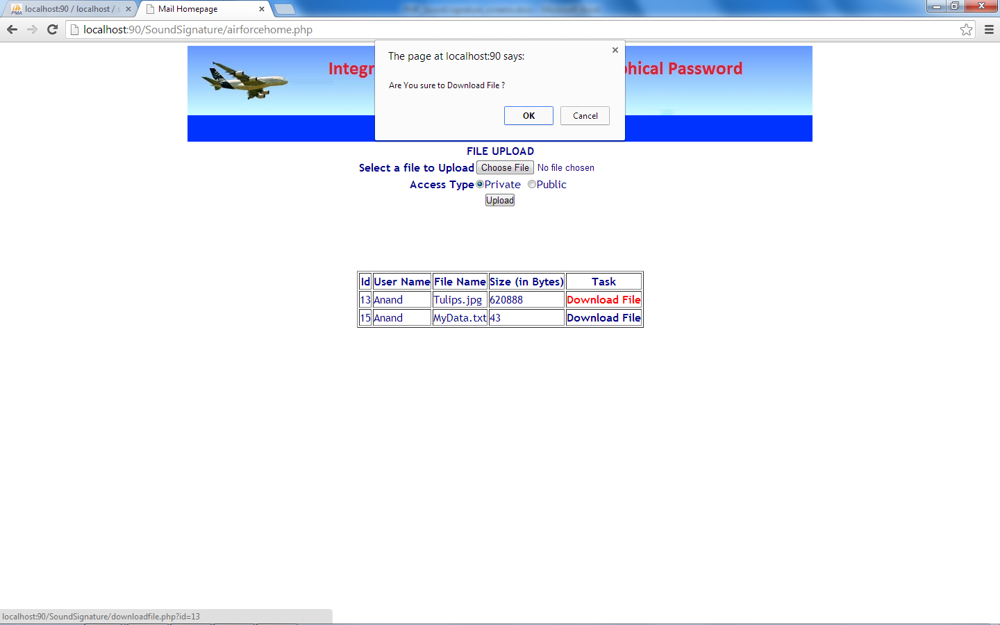 localhost:90 / localhost / s
Mail Homepage
localhost:90/SoundSignature/airforcehome.php
The page at localhost:90 says:
Are You sure to Download File ?
OK Cancel
Integr phical Password
FILE UPLOAD
Select a file to Upload Choose File No file chosen
Access Type Private Public
Upload
Id User Name File Name Size (in Bytes) Task
13 Anand Tulips.jpg 620888 Download File
15 Anand MyData.txt 43 Download File
localhost:90/SoundSignature/downloadfile.php?id=13